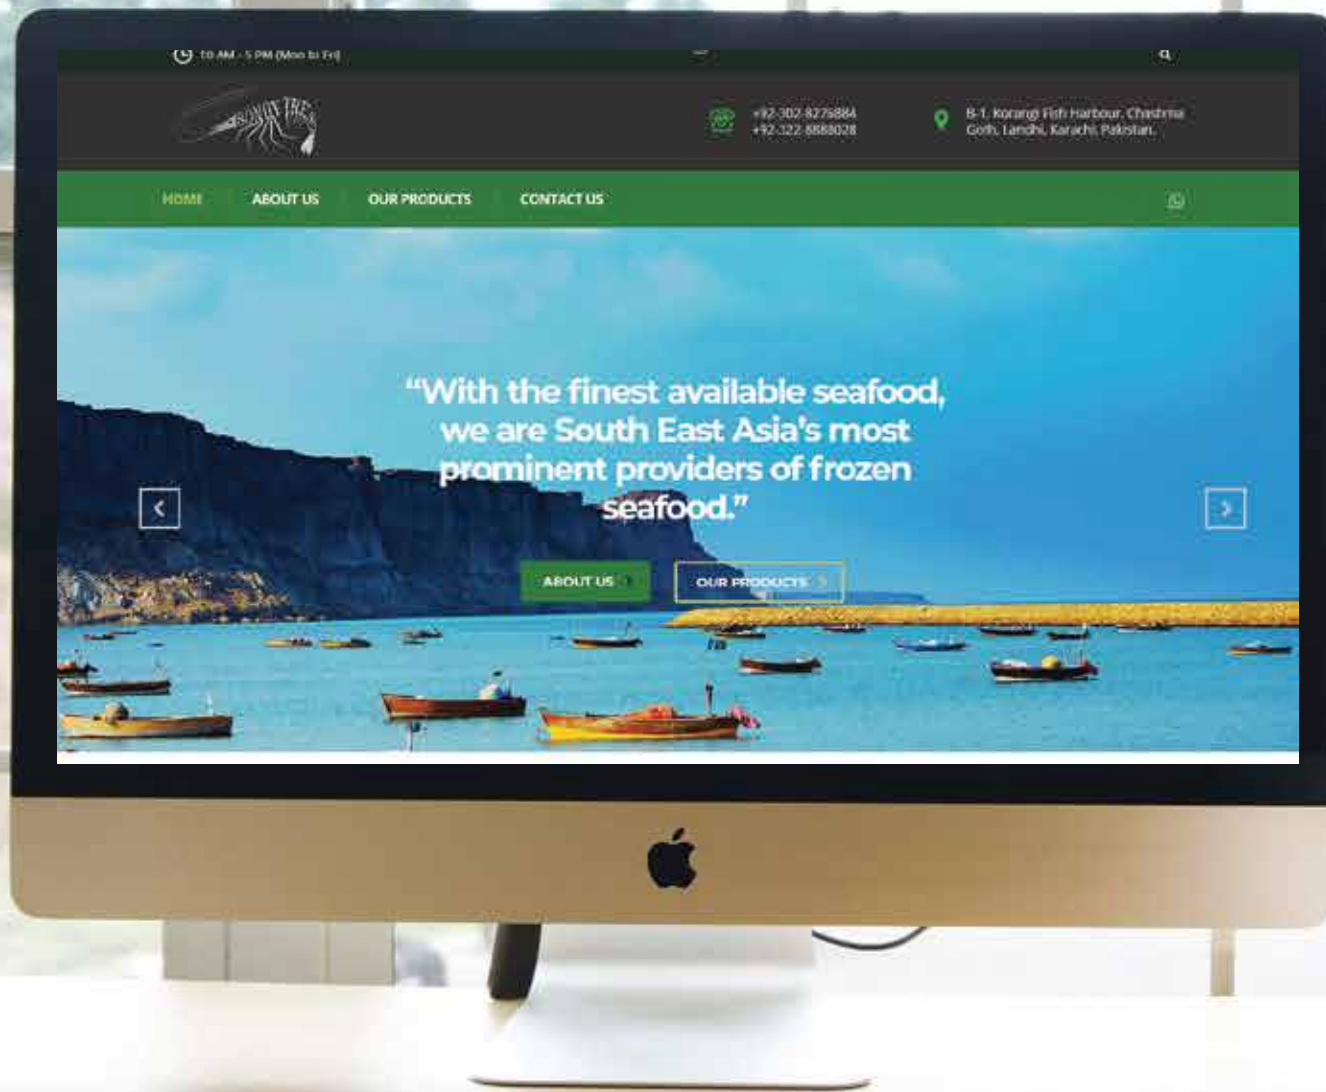 10 AM - 5 PM (Mon to Fri)
+92-302-8276884
+92-322-8888028
B-1, Korangi Fish Harbour, Chashma
Goth, Landhi, Karachi, Pakistan.
HOME
ABOUT US
OUR PRODUCTS
CONTACT US
“With the finest available seafood,
we are South East Asia's most
prominent providers of frozen
seafood.”
ABOUT US
OUR PRODUCTS